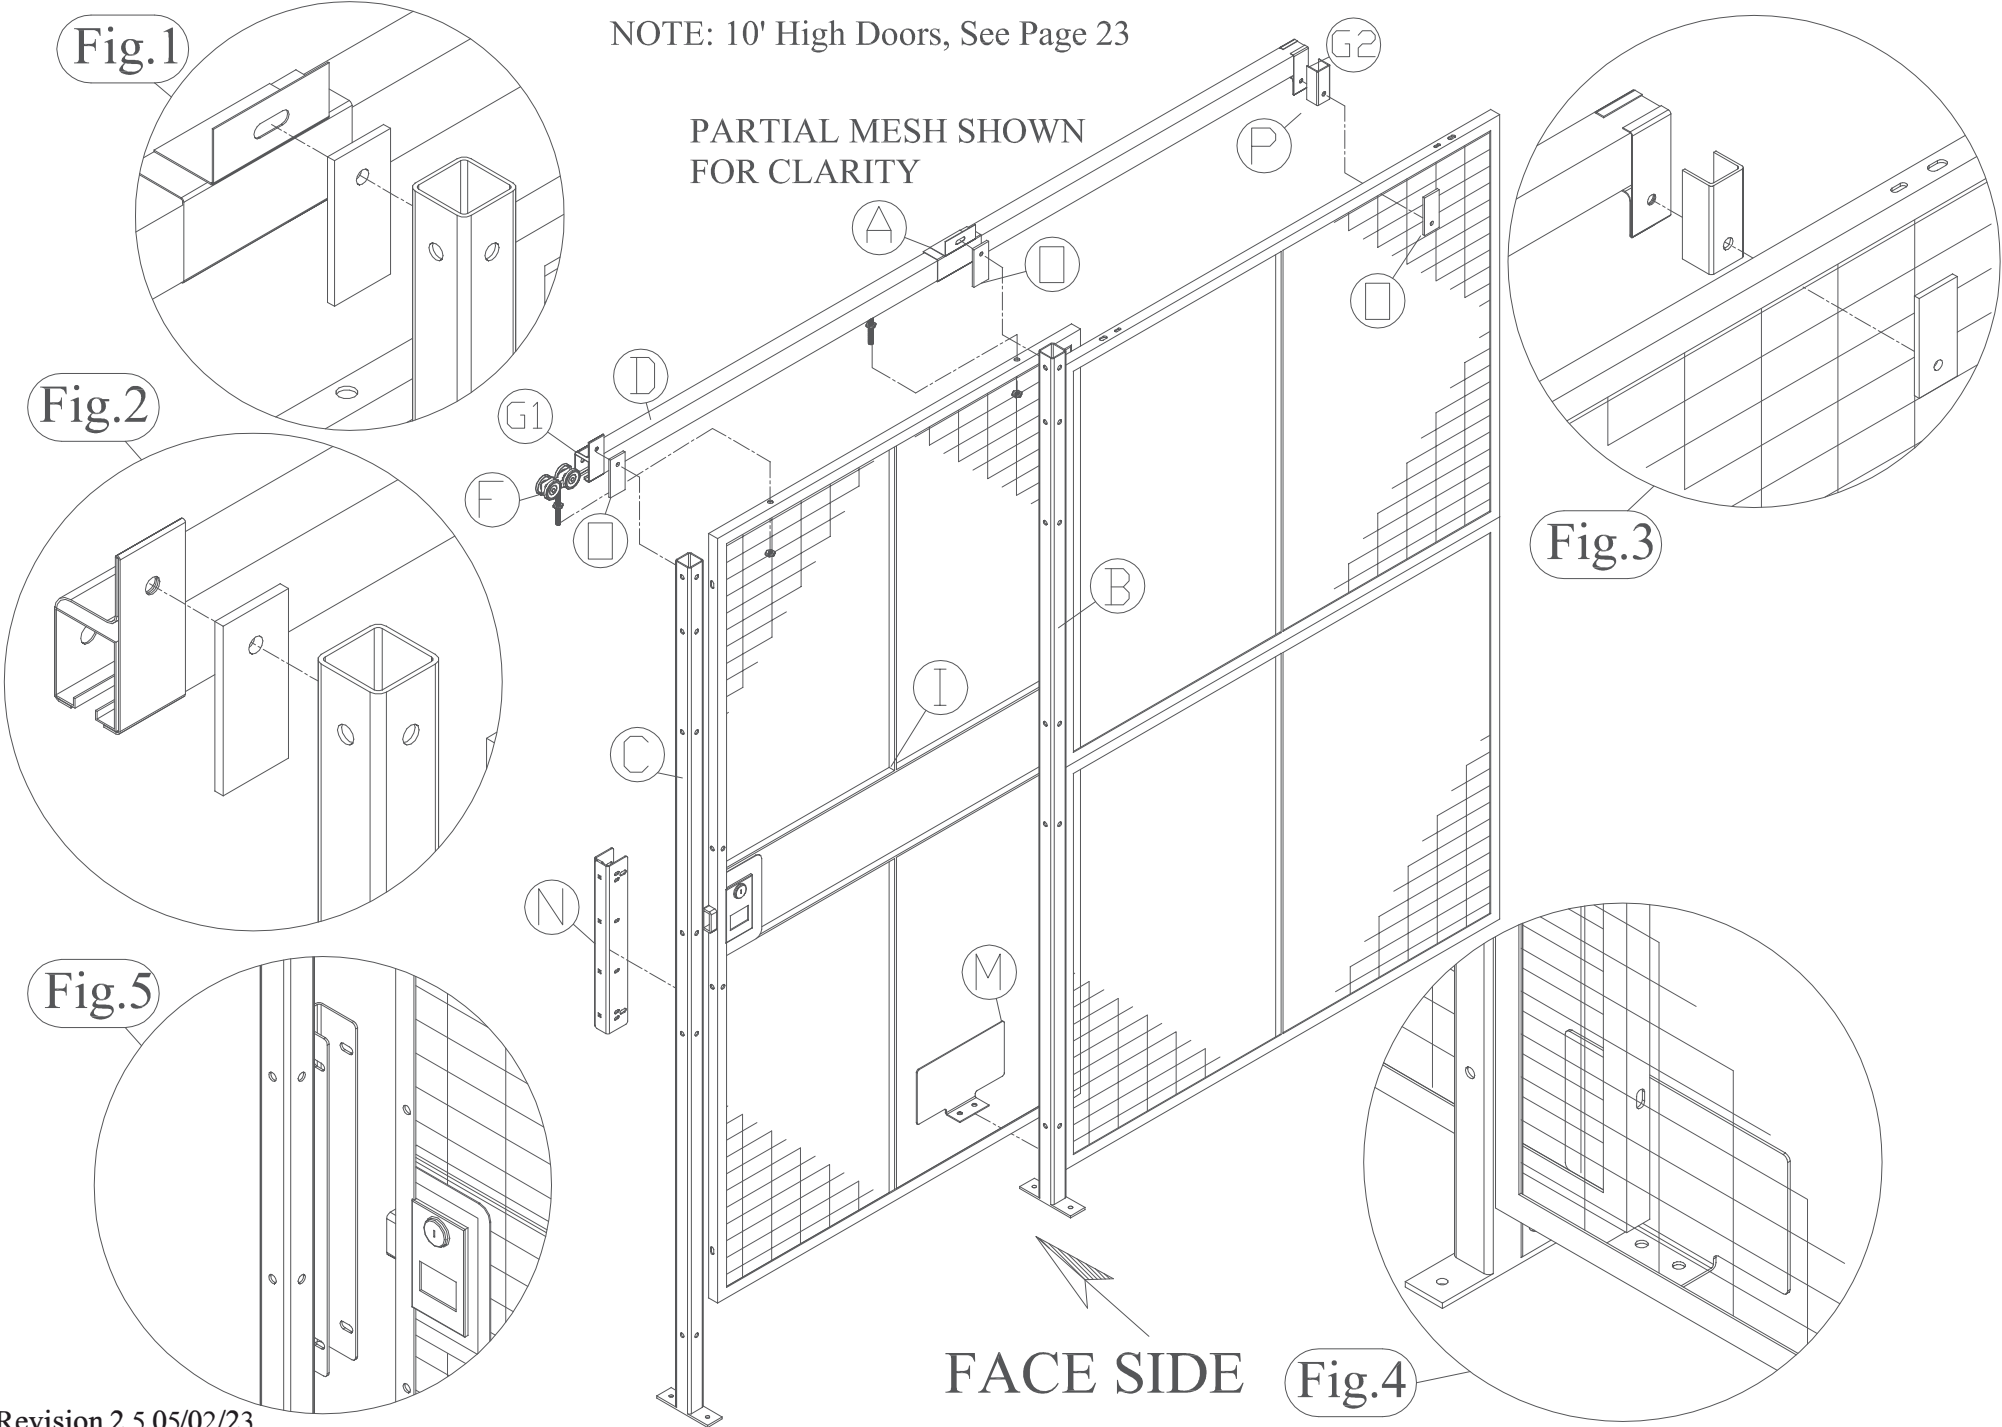 Fig.1
NOTE: 10' High Doors, See Page 23
G2
PARTIAL MESH SHOWN
FOR CLARITY
P
A
D
G1
Fig.2
F
Fig.3
B
I
C
N
M
Fig.5
FACE SIDE
Fig.4
Revision 2.5 05/02/23